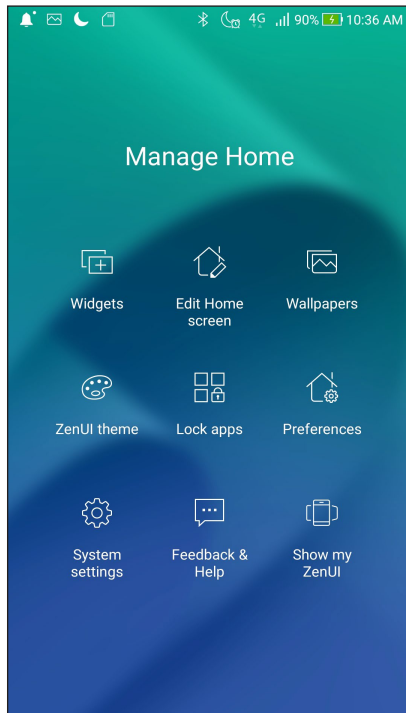 4G 90% 10:36 AM
Manage Home
Widgets Edit Home screen Wallpapers
ZenUI theme Lock apps Preferences
System settings Feedback & Help Show my ZenUI